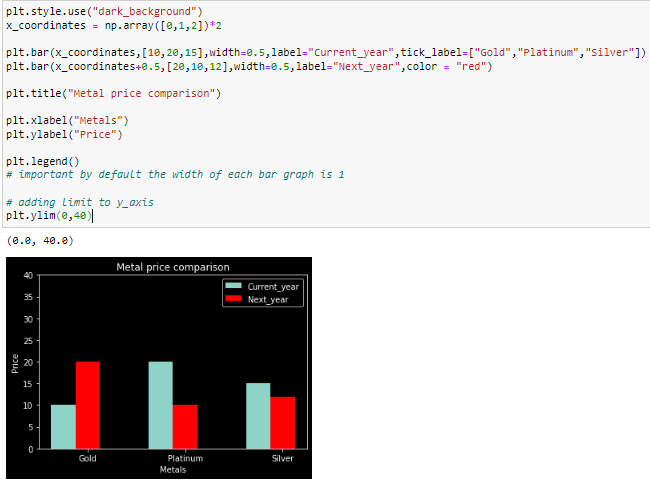 plt.style.use("dark_background")
x_coordinates = np.array([0,1,2])*2
plt.bar(x_coordinates,[10,20,15],width=0.5,label="Current_year",tick_label=["Gold","Platinum","Silver"])
plt.bar(x_coordinates+0.5,[20,10,12],width=0.5,label="Next_year",color = "red")
plt.title("Metal price comparison")
plt.xlabel("Metals")
plt.ylabel("Price")
plt.legend()
# important by default the width of each bar graph is 1
# adding limit to y_axis
plt.ylim(0,40)
(0.0, 40.0)
Metal price comparison
Current_year
Next_year
40
35
30
25
20
15
10
5
0
Price
Gold Platinum Silver
Metals